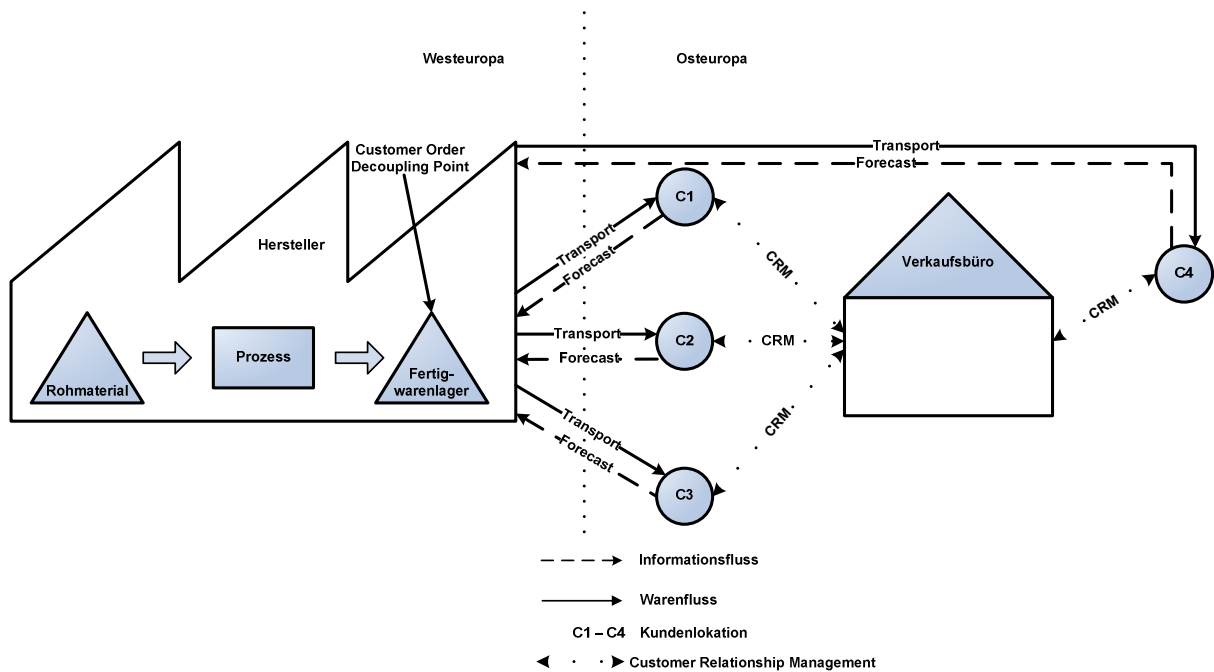 Westeuropa
Osteuropa
Customer Order
Decoupling Point
Transport
Forecast
C1
Hersteller
Transport
Forecast
CRM
Verkaufsbüro
C4
CRM
Rohmaterial
Prozess
Fertig-
warenlager
Transport
Forecast
C2
CRM
Transport
Forecast
CRM
C3
Informationsfluss
Warenfluss
C1 – C4 Kundenlokation
Customer Relationship Management